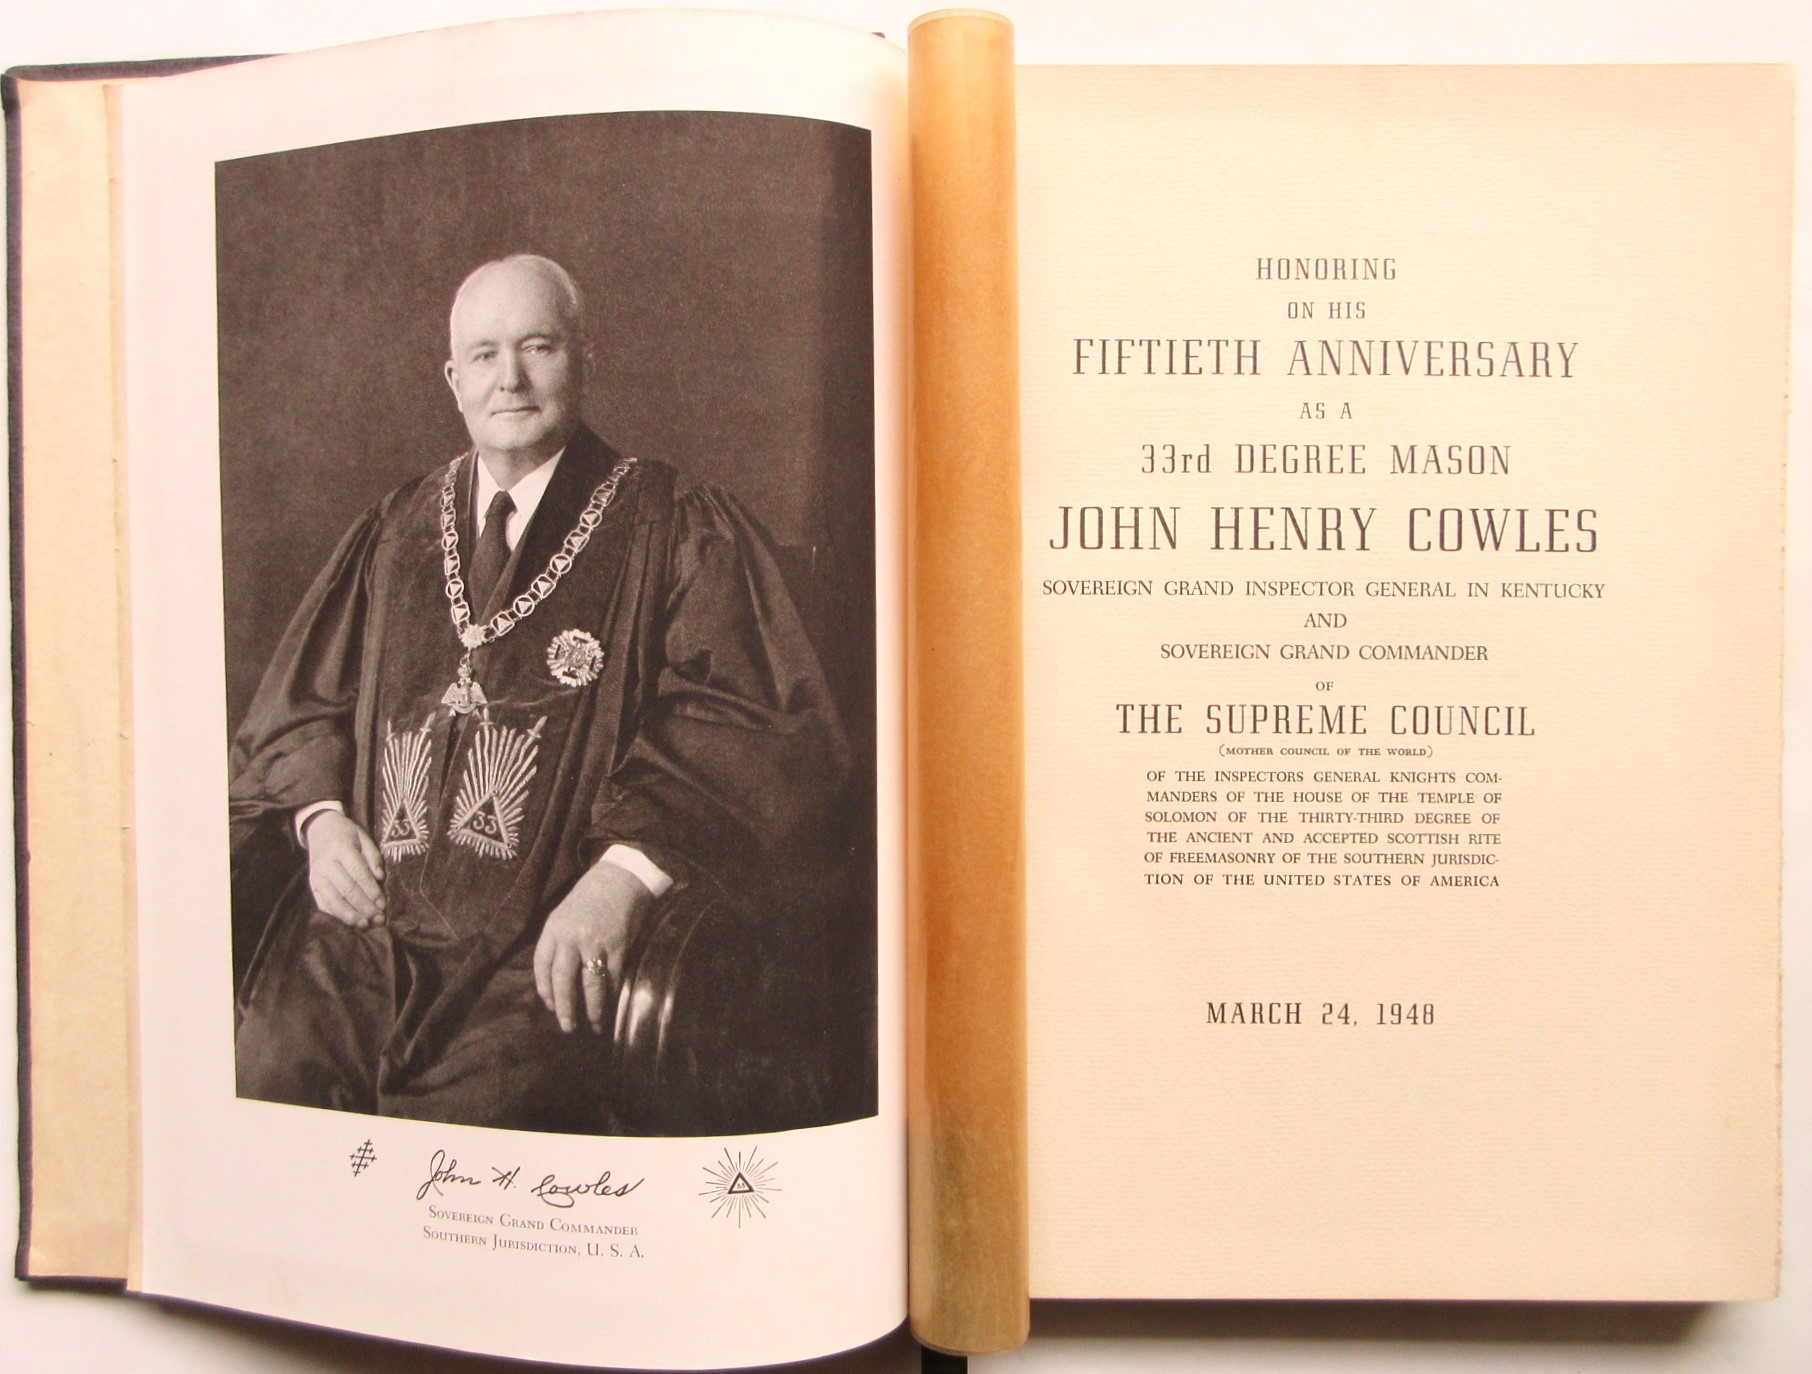 33
33
33
John H. Cowles
SOVEREIGN GRAND COMMANDER
SOUTHERN JURISDICTION, U. S. A.
HONORING
ON HIS
FIFTIETH ANNIVERSARY
AS A
33rd DEGREE MASON
JOHN HENRY COWLES
SOVEREIGN GRAND INSPECTOR GENERAL IN KENTUCKY
AND
SOVEREIGN GRAND COMMANDER
OF
THE SUPREME COUNCIL
(MOTHER COUNCIL OF THE WORLD)
OF THE INSPECTORS GENERAL KNIGHTS COM-
MANDERS OF THE HOUSE OF THE TEMPLE OF
SOLOMON OF THE THIRTY-THIRD DEGREE OF
THE ANCIENT AND ACCEPTED SCOTTISH RITE
OF FREEMASONRY OF THE SOUTHERN JURISDIC-
TION OF THE UNITED STATES OF AMERICA
MARCH 24, 1948